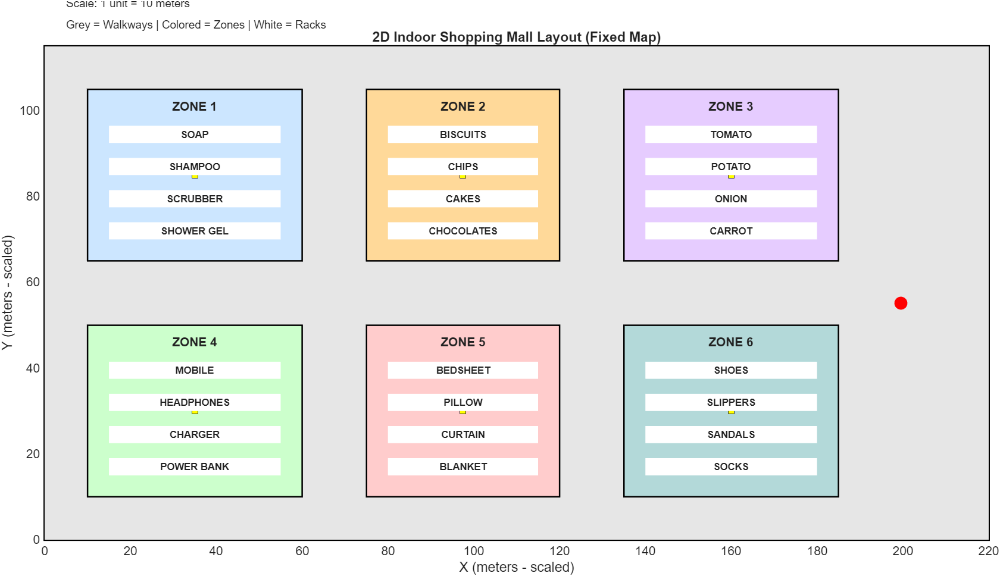 Scale: 1 unit = 10 meters
Grey = Walkways | Colored = Zones | White = Racks
2D Indoor Shopping Mall Layout (Fixed Map)
ZONE 1
SOAP
SHAMPOO
SCRUBBER
SHOWER GEL
ZONE 2
BISCUITS
CHIPS
CAKES
CHOCOLATES
ZONE 3
TOMATO
POTATO
ONION
CARROT
ZONE 4
MOBILE
HEADPHONES
CHARGER
POWER BANK
ZONE 5
BEDSHEET
PILLOW
CURTAIN
BLANKET
ZONE 6
SHOES
SLIPPERS
SANDALS
SOCKS
Y (meters - scaled)
100
80
60
40
20
0
0 20 40 60 80 100 120 140 160 180 200 220
X (meters - scaled)